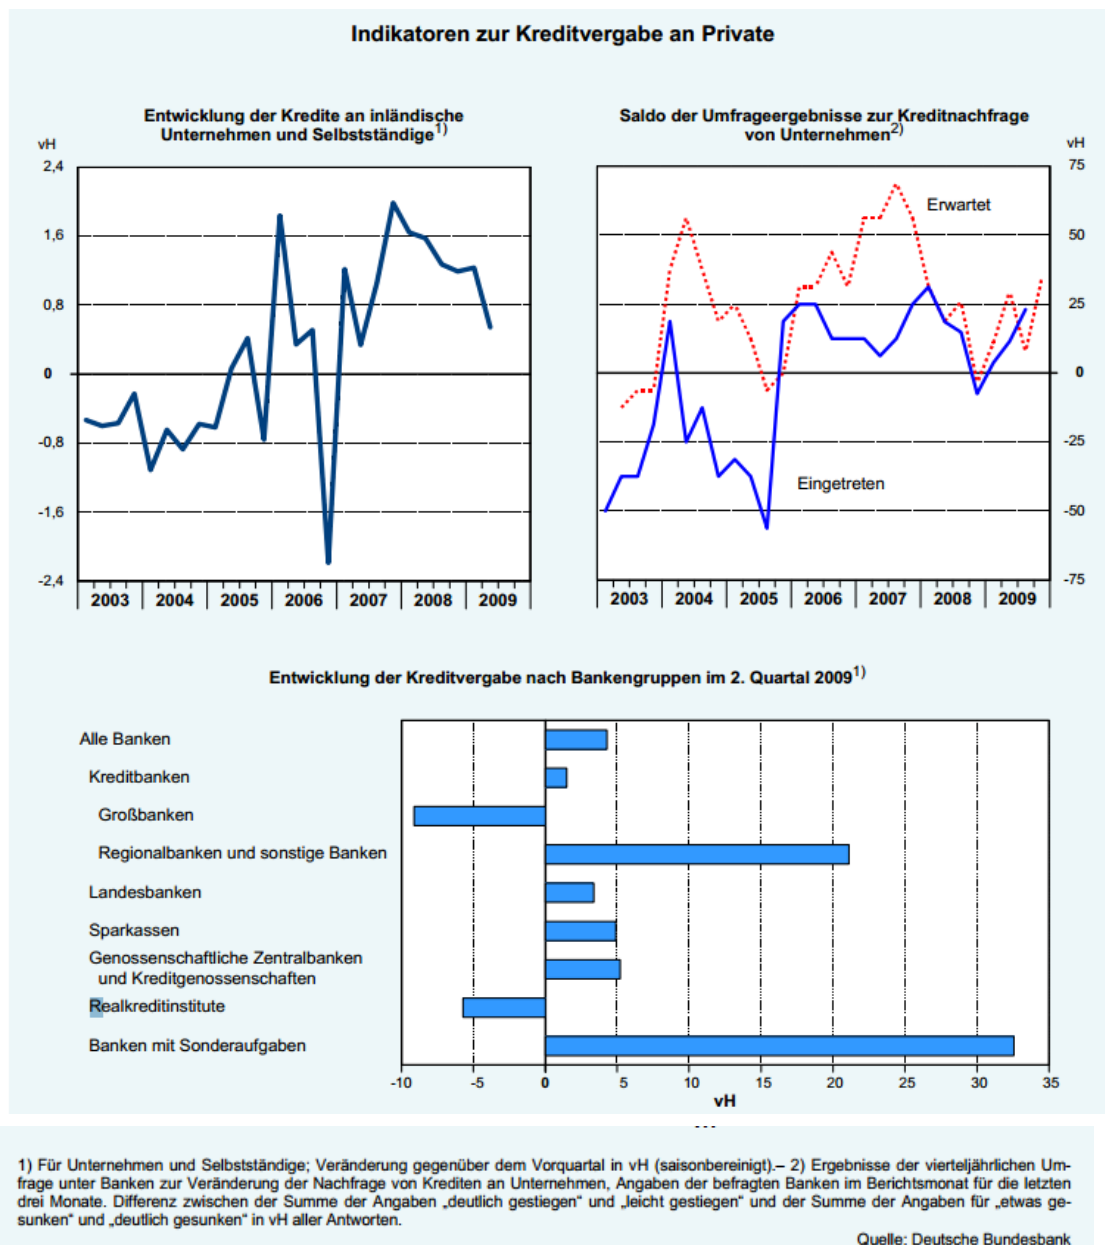 Indikatoren zur Kreditvergabe an Private
Entwicklung der Kredite an inländische
Unternehmen und Selbstständige1)
vH
2,4
1,6
0,8
0
-0,8
-1,6
-2,4
2003 2004 2005 2006 2007 2008 2009
Saldo der Umfrageergebnisse zur Kreditnachfrage
von Unternehmen2)
vH
75
50
25
0
-25
-50
-75
Erwartet
Eingetreten
2003 2004 2005 2006 2007 2008 2009
Entwicklung der Kreditvergabe nach Bankengruppen im 2. Quartal 20091)
Alle Banken
Kreditbanken
Großbanken
Regionalbanken und sonstige Banken
Landesbanken
Sparkassen
Genossenschaftliche Zentralbanken
und Kreditgenossenschaften
Realkreditinstitute
Banken mit Sonderaufgaben
-10 -5 0 5 10 15 20 25 30 35
vH
1) Für Unternehmen und Selbstständige; Veränderung gegenüber dem Vorquartal in vH (saisonbereinigt).– 2) Ergebnisse der vierteljährlichen Um-
frage unter Banken zur Veränderung der Nachfrage von Krediten an Unternehmen, Angaben der befragten Banken im Berichtsmonat für die letzten
drei Monate. Differenz zwischen der Summe der Angaben „deutlich gestiegen“ und „leicht gestiegen“ und der Summe der Angaben für „etwas ge-
sunken“ und „deutlich gesunken“ in vH aller Antworten.
Quelle: Deutsche Bundesbank